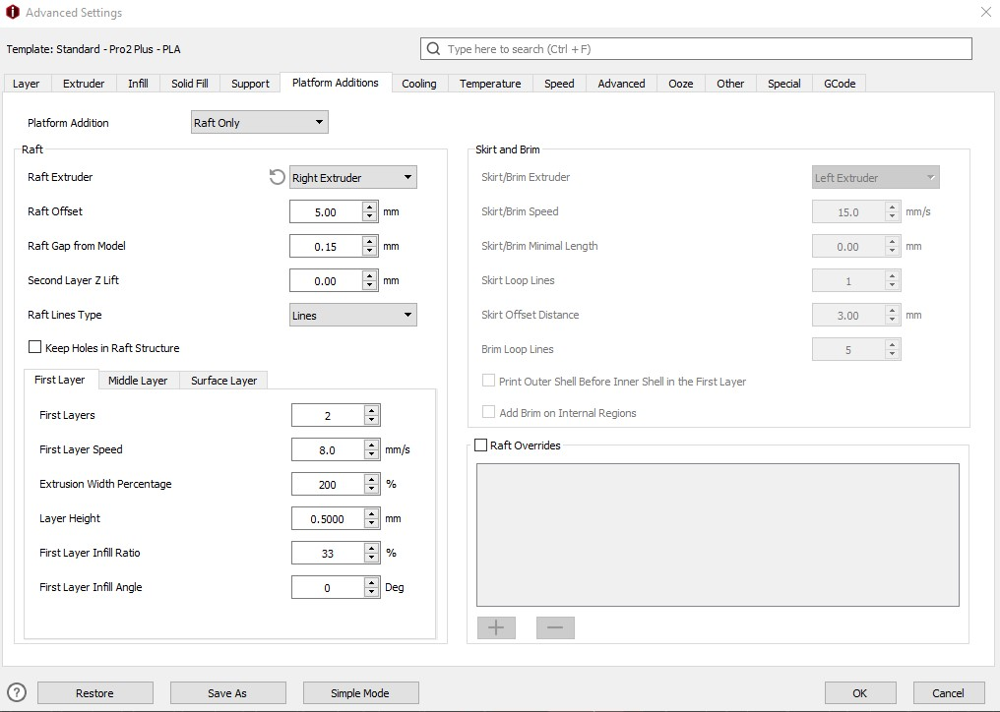 Advanced Settings
Template: Standard - Pro2 Plus - PLA
Type here to search (Ctrl + F)
Layer Extruder Infill Solid Fill Support Platform Additions Cooling Temperature Speed Advanced Ooze Other Special GCode
Platform Addition Raft Only
Raft
Raft Extruder Right Extruder
Raft Offset 5.00 mm
Raft Gap from Model 0.15 mm
Second Layer Z Lift 0.00 mm
Raft Lines Type Lines
Keep Holes in Raft Structure
First Layer Middle Layer Surface Layer
First Layers 2
First Layer Speed 8.0 mm/s
Extrusion Width Percentage 200 %
Layer Height 0.5000 mm
First Layer Infill Ratio 33 %
First Layer Infill Angle 0 Deg
Skirt and Brim
Skirt/Brim Extruder Left Extruder
Skirt/Brim Speed 15.0 mm/s
Skirt/Brim Minimal Length 0.00 mm
Skirt Loop Lines 1
Skirt Offset Distance 3.00 mm
Brim Loop Lines 5
Print Outer Shell Before Inner Shell in the First Layer
Add Brim on Internal Regions
Raft Overrides
? Restore Save As Simple Mode OK Cancel